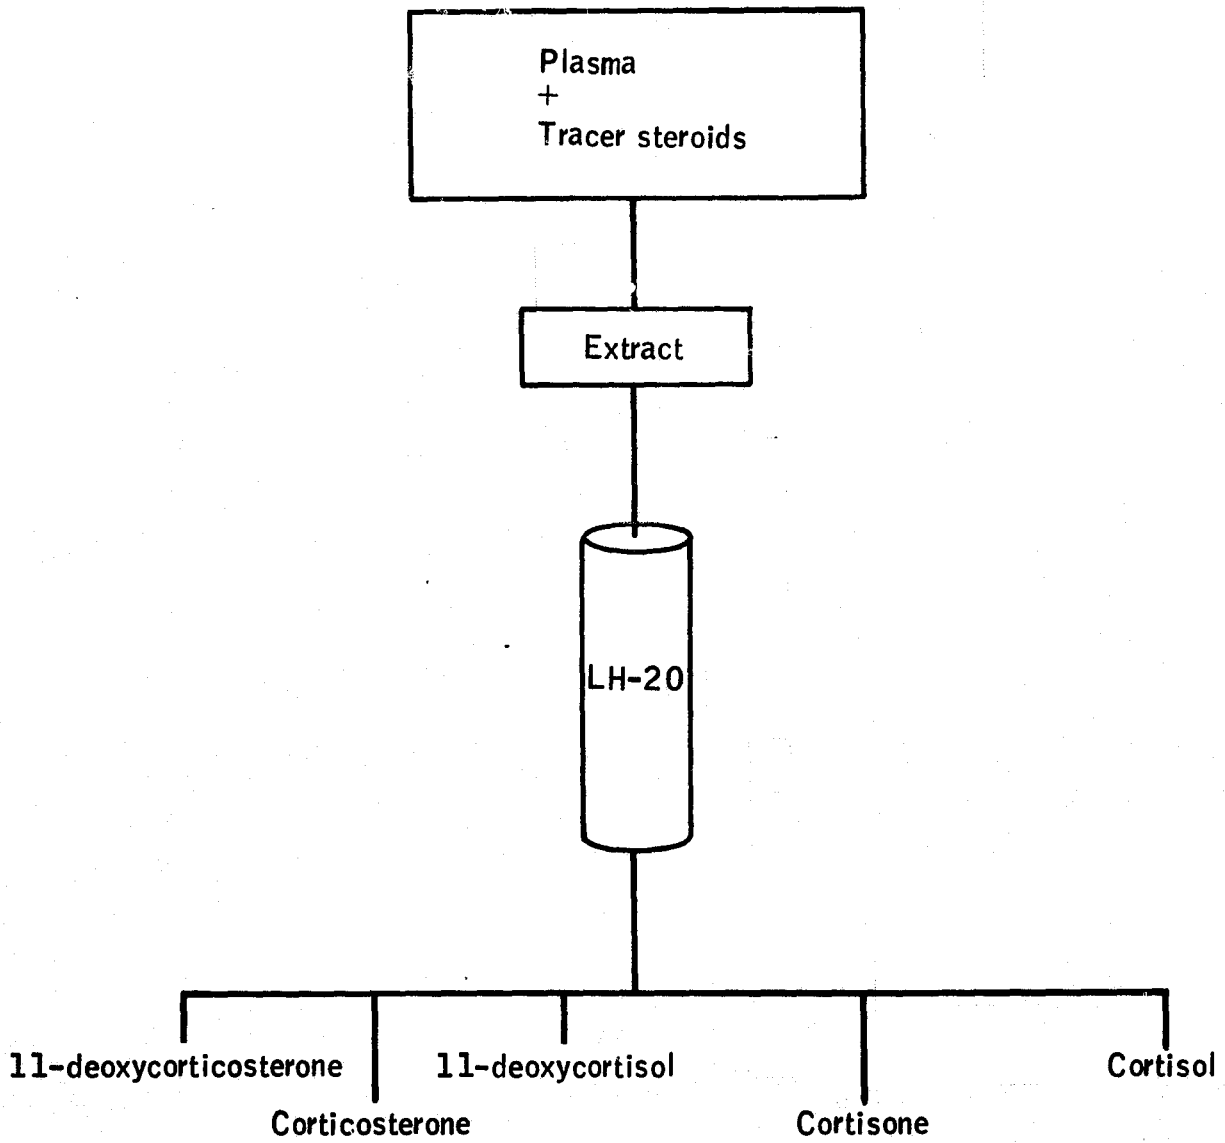 Plasma
+
Tracer steroids
Extract
LH-20
11-deoxycorticosterone
Corticosterone
11-deoxycortisol
Cortisone
Cortisol